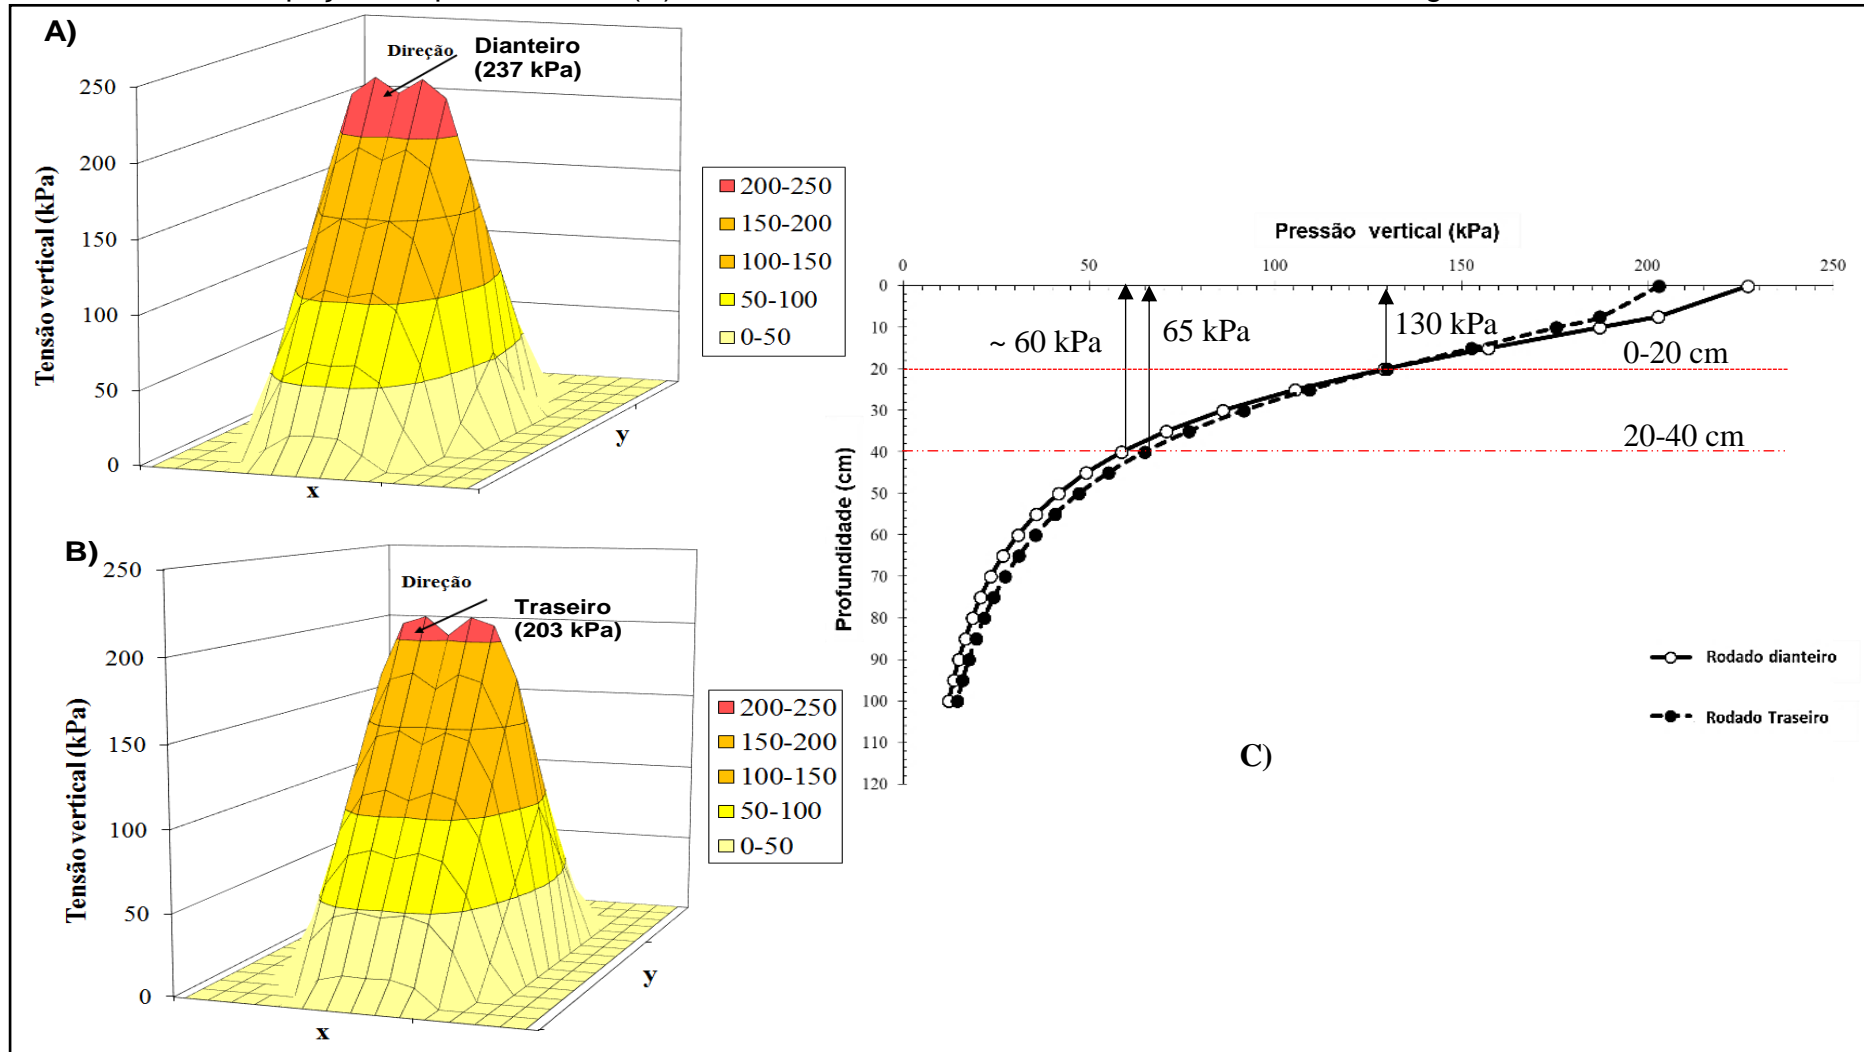 A)
Direção
Dianteiro
(237 kPa)
250
200
150
100
50
0
Tensão vertical (kPa)
x
y
200-250
150-200
100-150
50-100
0-50
B)
Direção
Traseiro
(203 kPa)
250
200
150
100
50
0
Tensão vertical (kPa)
x
y
200-250
150-200
100-150
50-100
0-50
Pressão vertical (kPa)
0 50 100 150 200 250
0
10
20
30
40
50
60
70
80
90
100
110
120
Profundidade (cm)
~ 60 kPa
65 kPa
130 kPa
0-20 cm
20-40 cm
Rodado dianteiro
Rodado Traseiro
C)